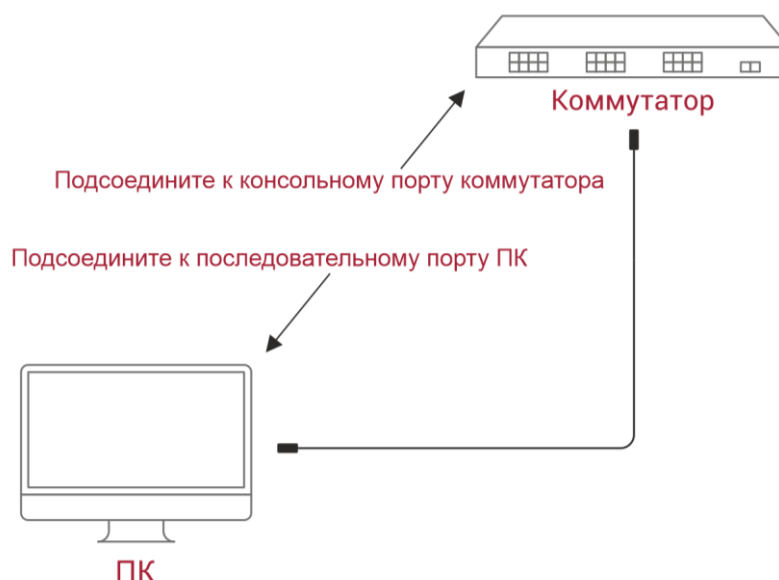 Коммутатор
Подсоедините к консольному порту коммутатора
Подсоедините к последовательному порту ПК
ПК